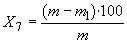 X₇ = (m − m₁)·100 / m